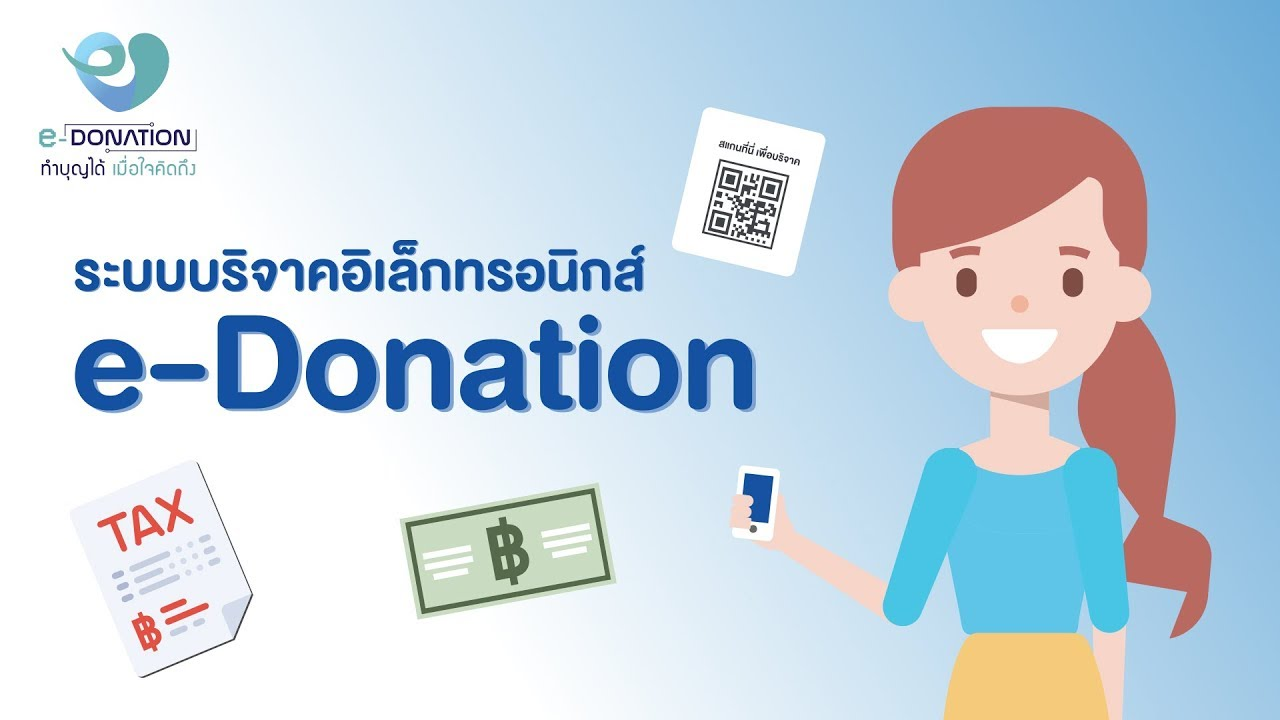 e-DONATION
ทำบุญได้ เมื่อใจคิดถึง
สแกนที่นี่ เพื่อบริจาค
ระบบบริจาคอิเล็กทรอนิกส์
e-Donation
TAX
฿
฿